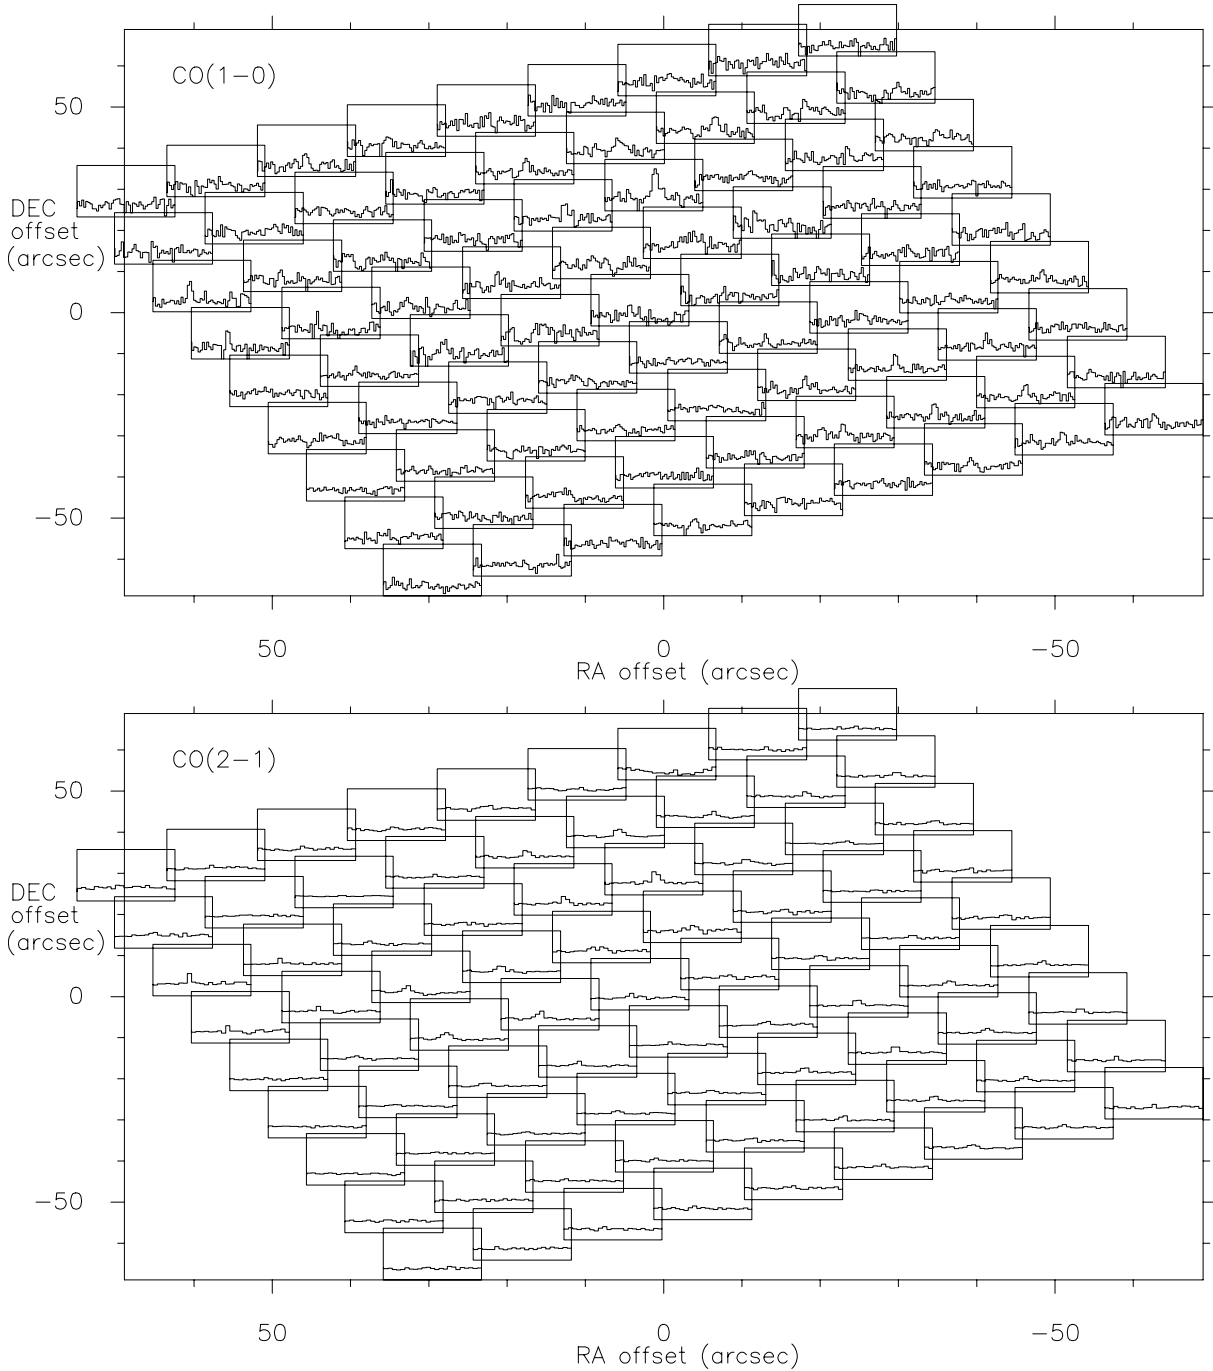 CO(1−0)
50
DEC
offset
(arcsec)
0
−50
50 0 −50
RA offset (arcsec)
CO(2−1)
50
DEC
offset
(arcsec)
0
−50
50 0 −50
RA offset (arcsec)